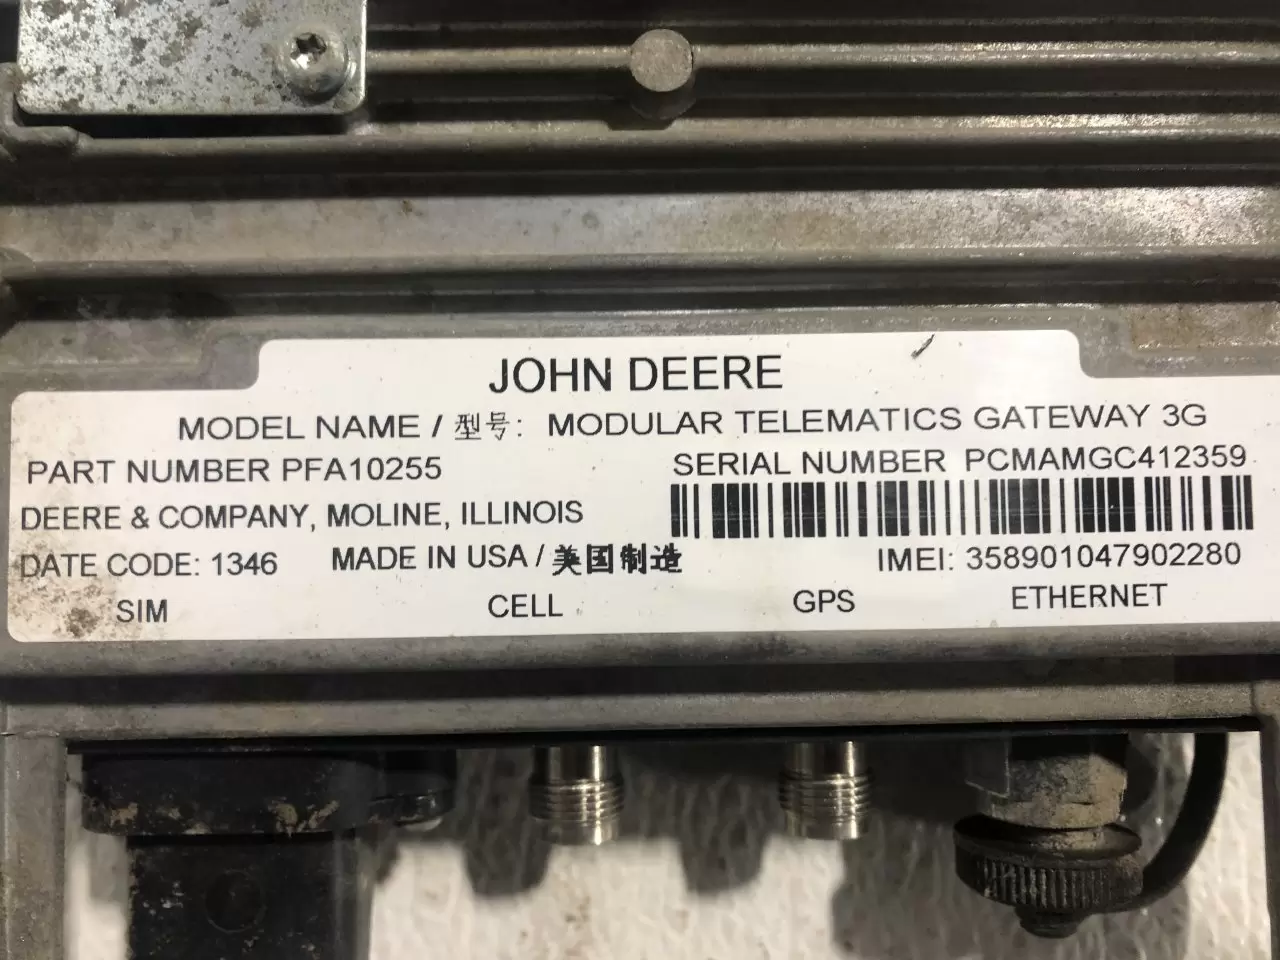 JOHN DEERE
MODEL NAME / 型号: MODULAR TELEMATICS GATEWAY 3G
PART NUMBER PFA10255 SERIAL NUMBER PCMAMGC412359
DEERE & COMPANY, MOLINE, ILLINOIS
DATE CODE: 1346 MADE IN USA / 美国制造 IMEI: 358901047902280
SIM CELL GPS ETHERNET